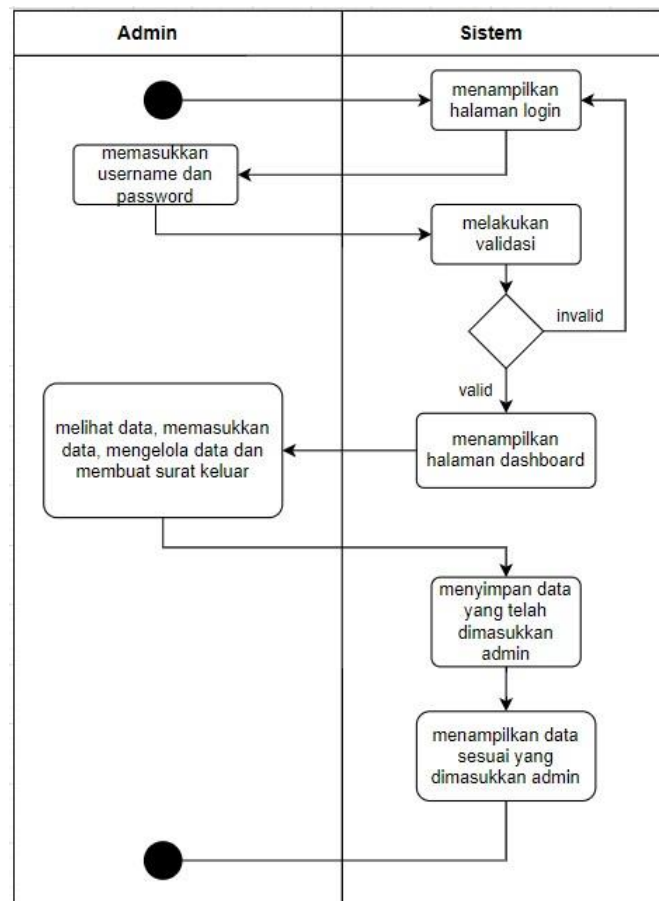 Admin
Sistem
menampilkan
halaman login
memasukkan
username dan
password
melakukan
validasi
invalid
valid
melihat data, memasukkan
data, mengelola data dan
membuat surat keluar
menampilkan
halaman dashboard
menyimpan data
yang telah
dimasukkan
admin
menampilkan data
sesuai yang
dimasukkan admin